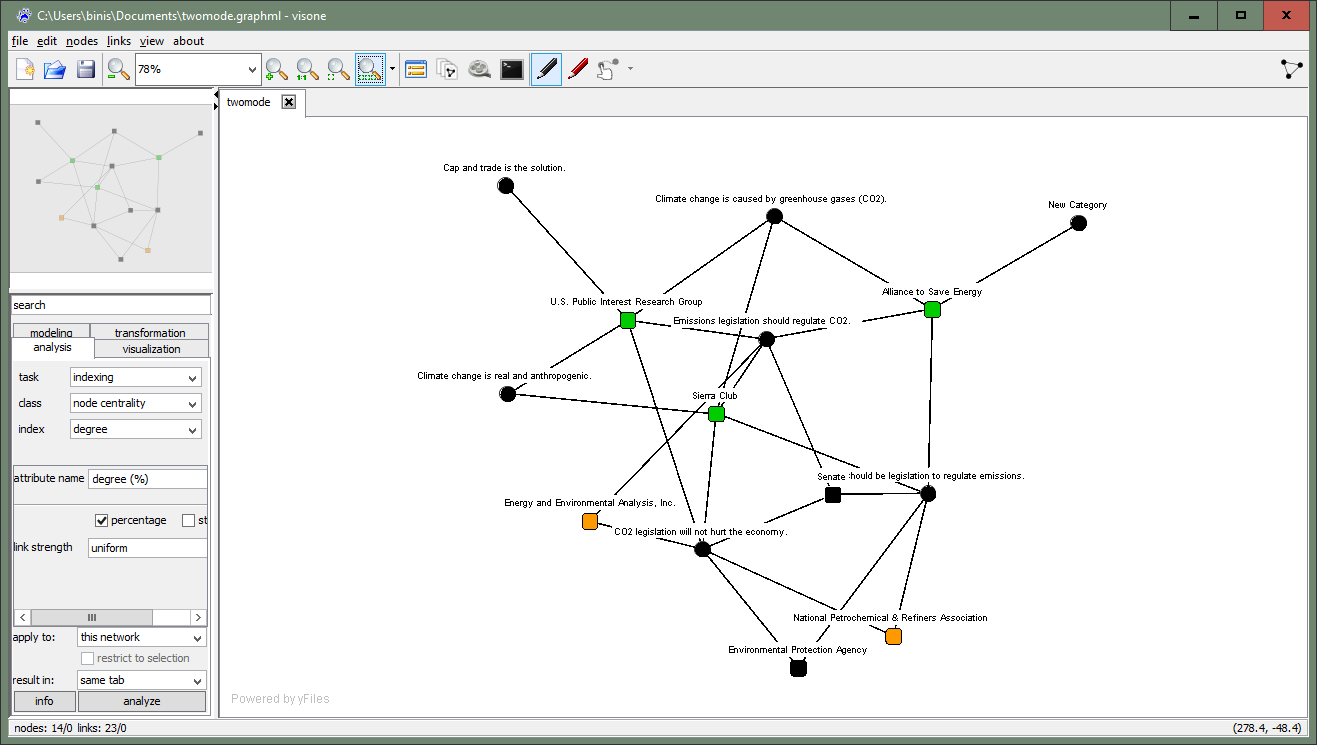 C:\Users\binis\Documents\twomode.graphml - visone
file edit nodes links view about
78%
1:1
twomode
search
modeling transformation
analysis visualization
task indexing
class node centrality
index degree
attribute name degree (%)
percentage st
link strength uniform
apply to: this network
restrict to selection
result in: same tab
info analyze
Cap and trade is the solution.
Climate change is caused by greenhouse gases (CO2).
New Category
Alliance to Save Energy
U.S. Public Interest Research Group
Emissions legislation should regulate CO2.
Climate change is real and anthropogenic.
Sierra Club
Senate
hould be legislation to regulate emissions.
Energy and Environmental Analysis, Inc.
CO2 legislation will not hurt the economy.
National Petrochemical & Refiners Association
Environmental Protection Agency
Powered by yFiles
nodes: 14/0 links: 23/0
(278.4, -48.4)